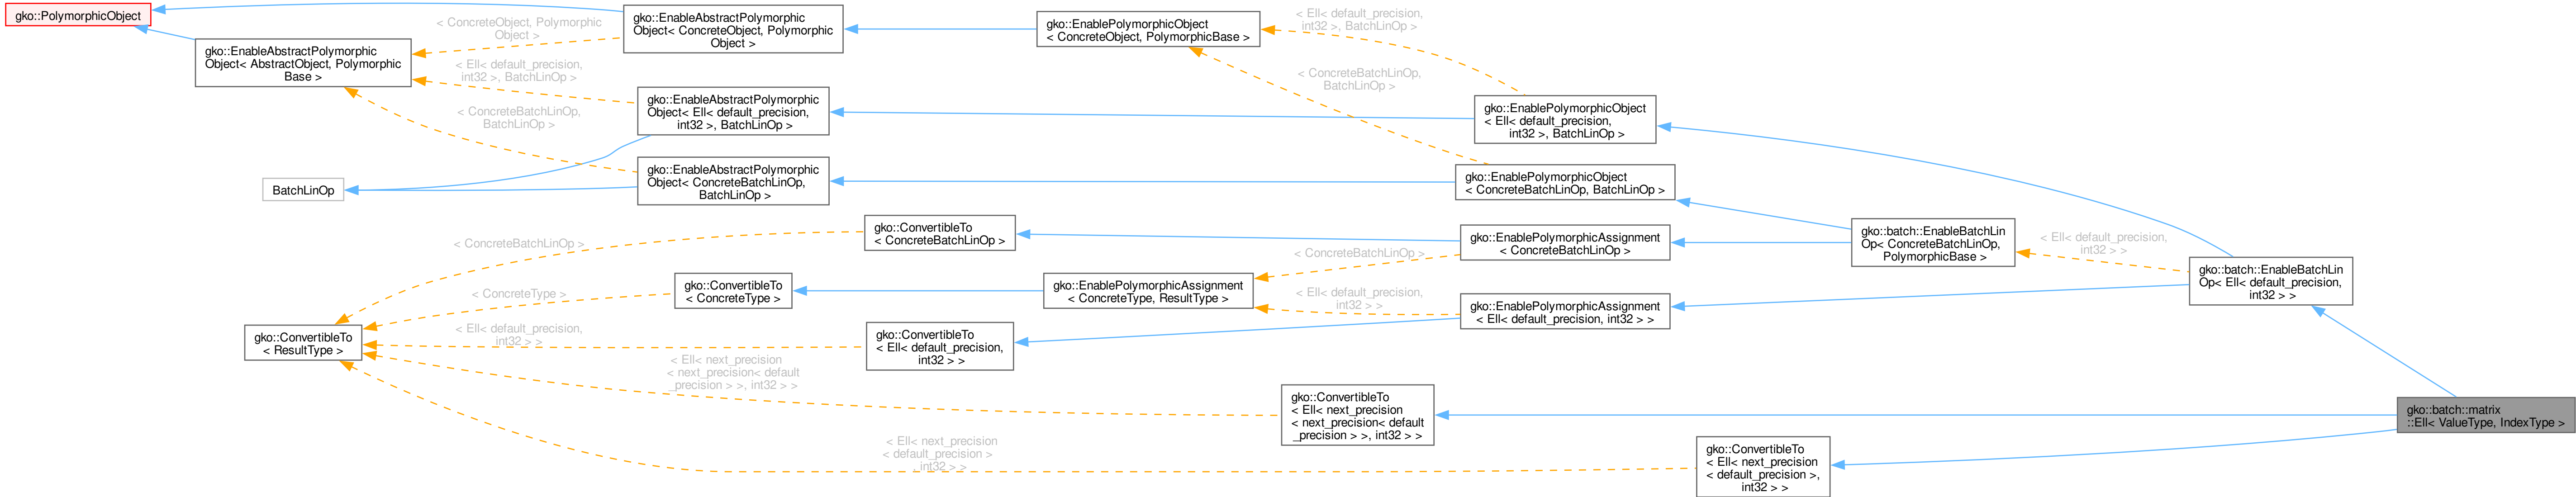 gko::PolymorphicObject
gko::EnableAbstractPolymorphic
Object< AbstractObject, Polymorphic
Base >
< ConcreteObject, Polymorphic
Object >
< Ell< default_precision,
int32 >, BatchLinOp >
< ConcreteBatchLinOp,
BatchLinOp >
BatchLinOp
gko::EnableAbstractPolymorphic
Object< ConcreteObject, Polymorphic
Object >
gko::EnableAbstractPolymorphic
Object< Ell< default_precision,
int32 >, BatchLinOp >
gko::EnableAbstractPolymorphic
Object< ConcreteBatchLinOp,
BatchLinOp >
gko::EnablePolymorphicObject
< ConcreteObject, PolymorphicBase >
< Ell< default_precision,
int32 >, BatchLinOp >
< ConcreteBatchLinOp,
BatchLinOp >
gko::EnablePolymorphicObject
< Ell< default_precision,
int32 >, BatchLinOp >
gko::EnablePolymorphicObject
< ConcreteBatchLinOp, BatchLinOp >
gko::ConvertibleTo
< ResultType >
< ConcreteBatchLinOp >
< ConcreteType >
< Ell< default_precision,
int32 > >
< Ell< next_precision
< next_precision< default
_precision > >, int32 > >
< Ell< next_precision
< default_precision >
, int32 > >
gko::ConvertibleTo
< ConcreteBatchLinOp >
gko::ConvertibleTo
< ConcreteType >
gko::ConvertibleTo
< Ell< default_precision,
int32 > >
gko::EnablePolymorphicAssignment
< ConcreteType, ResultType >
< ConcreteBatchLinOp >
< Ell< default_precision,
int32 > >
gko::EnablePolymorphicAssignment
< ConcreteBatchLinOp >
gko::EnablePolymorphicAssignment
< Ell< default_precision, int32 > >
gko::ConvertibleTo
< Ell< next_precision
< next_precision< default
_precision > >, int32 > >
gko::ConvertibleTo
< Ell< next_precision
< default_precision >,
int32 > >
gko::batch::EnableBatchLin
Op< ConcreteBatchLinOp,
PolymorphicBase >
< Ell< default_precision,
int32 > >
gko::batch::EnableBatchLin
Op< Ell< default_precision,
int32 > >
gko::batch::matrix
::Ell< ValueType, IndexType >